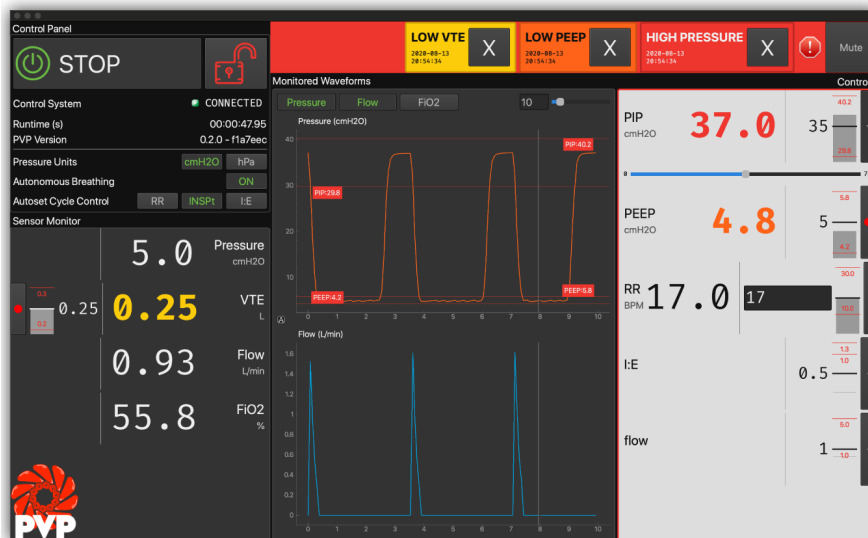 Control Panel
STOP
Control System CONNECTED
Runtime (s) 00:00:47.95
PVP Version 0.2.0 - f1a7eec
Pressure Units cmH2O hPa
Autonomous Breathing ON
Autoset Cycle Control RR INSPt I:E
Sensor Monitor
5.0 Pressure
cmH2O
0.3
0.25 0.25 VTE
L
0.2
0.93 Flow
L/min
55.8 FiO2
%
PVP
LOW VTE X
2020-08-13
20:54:34
LOW PEEP X
2020-08-13
20:54:34
HIGH PRESSURE X
2020-08-13
20:54:34
! Mute
Monitored Waveforms
Pressure Flow FiO2 10
Pressure (cmH2O)
40
30
20
10
PIP:40.2
PIP:29.8
PEEP:5.8
PEEP:4.2
A
0 1 2 3 4 5 6 7 8 9 10
Flow (L/min)
1.6
1.4
1.2
1
0.8
0.6
0.4
0.2
0
0 1 2 3 4 5 6 7 8 9 10
Contro
PIP 37.0 35
cmH2O
40.2
29.8
0 7
PEEP 4.8 5
cmH2O
5.8
4.2
RR 17.0 17
BPM
30.0
10.0
I:E 0.5
1.3
1.0
flow 1
5.0
1.0